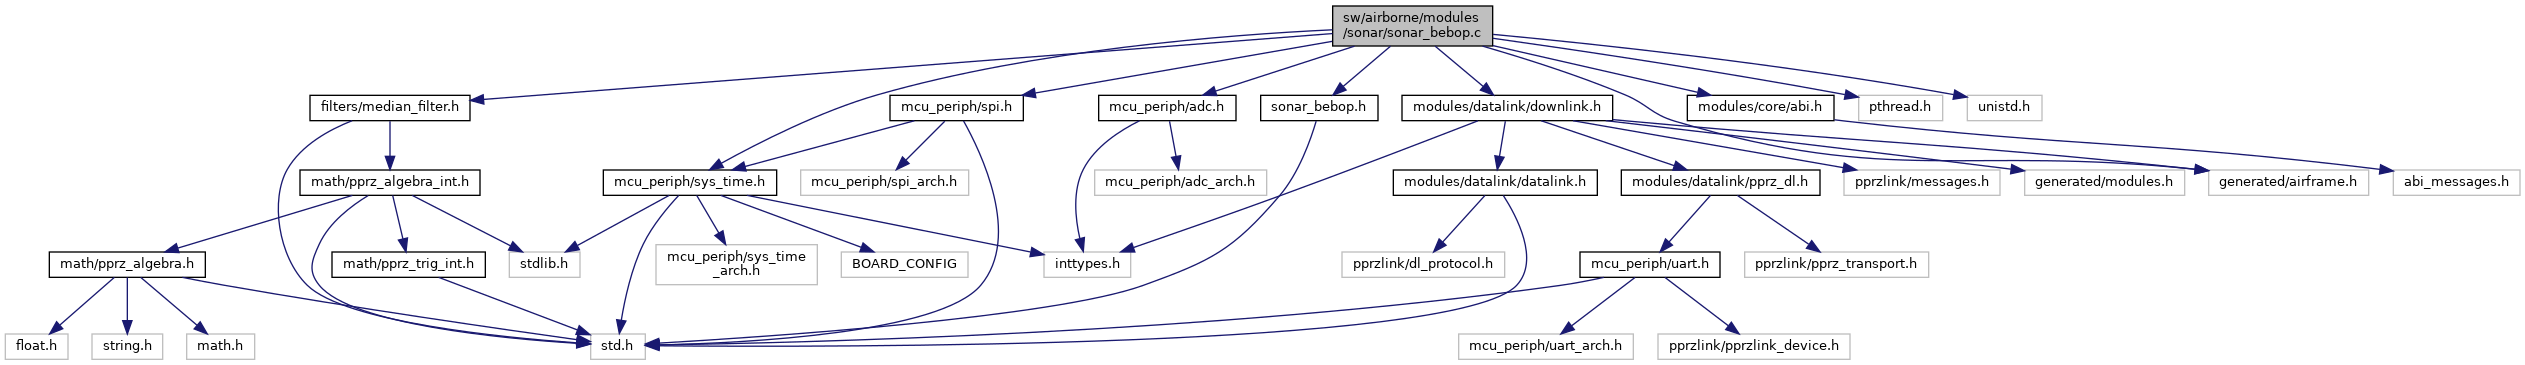 sw/airborne/modules
/sonar/sonar_bebop.c
filters/median_filter.h
mcu_periph/spi.h
mcu_periph/adc.h
sonar_bebop.h
modules/datalink/downlink.h
modules/core/abi.h
pthread.h
unistd.h
math/pprz_algebra_int.h
mcu_periph/sys_time.h
mcu_periph/spi_arch.h
mcu_periph/adc_arch.h
modules/datalink/datalink.h
modules/datalink/pprz_dl.h
pprzlink/messages.h
generated/modules.h
generated/airframe.h
abi_messages.h
math/pprz_algebra.h
math/pprz_trig_int.h
stdlib.h
mcu_periph/sys_time
_arch.h
BOARD_CONFIG
inttypes.h
pprzlink/dl_protocol.h
mcu_periph/uart.h
pprzlink/pprz_transport.h
float.h
string.h
math.h
std.h
mcu_periph/uart_arch.h
pprzlink/pprzlink_device.h